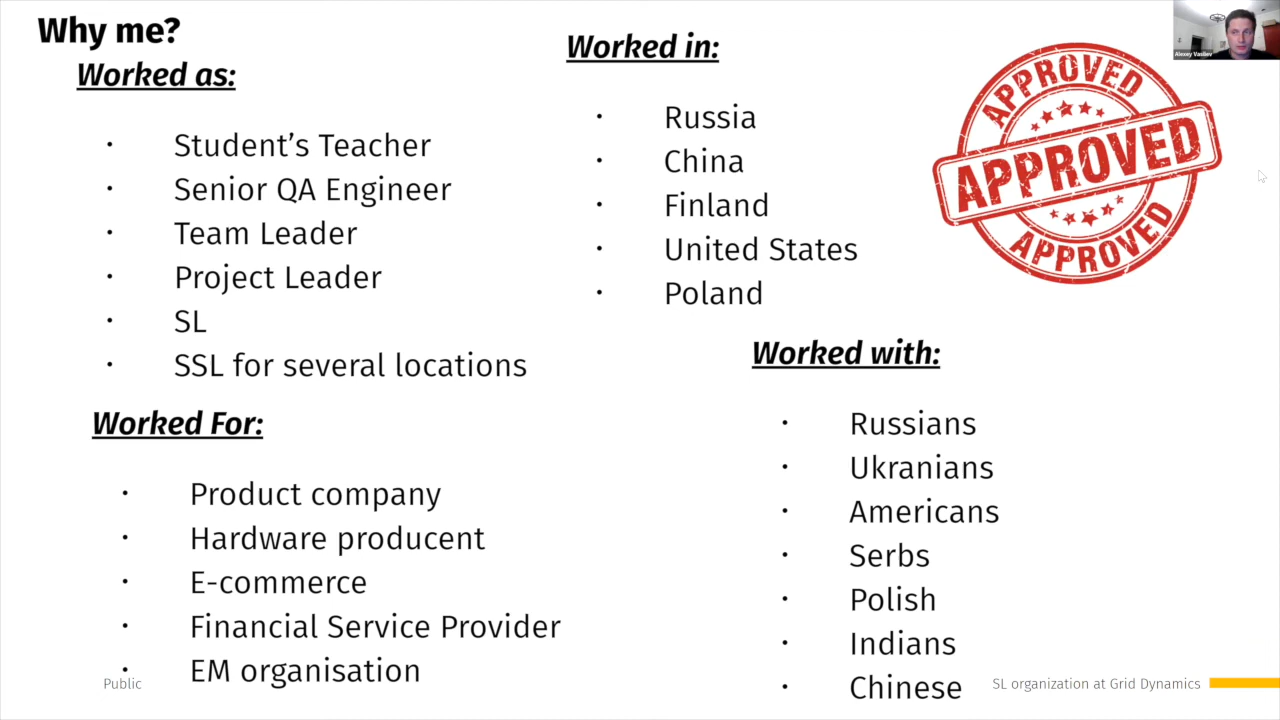 Why me?
Worked as:
Student’s Teacher
Senior QA Engineer
Team Leader
Project Leader
SL
SSL for several locations
Worked For:
Product company
Hardware producent
E-commerce
Financial Service Provider
EM organisation
Worked in:
Russia
China
Finland
United States
Poland
APPROVED
APPROVED
APPROVED
Worked with:
Russians
Ukranians
Americans
Serbs
Polish
Indians
Chinese
Alexey Vasilev
Public
SL organization at Grid Dynamics